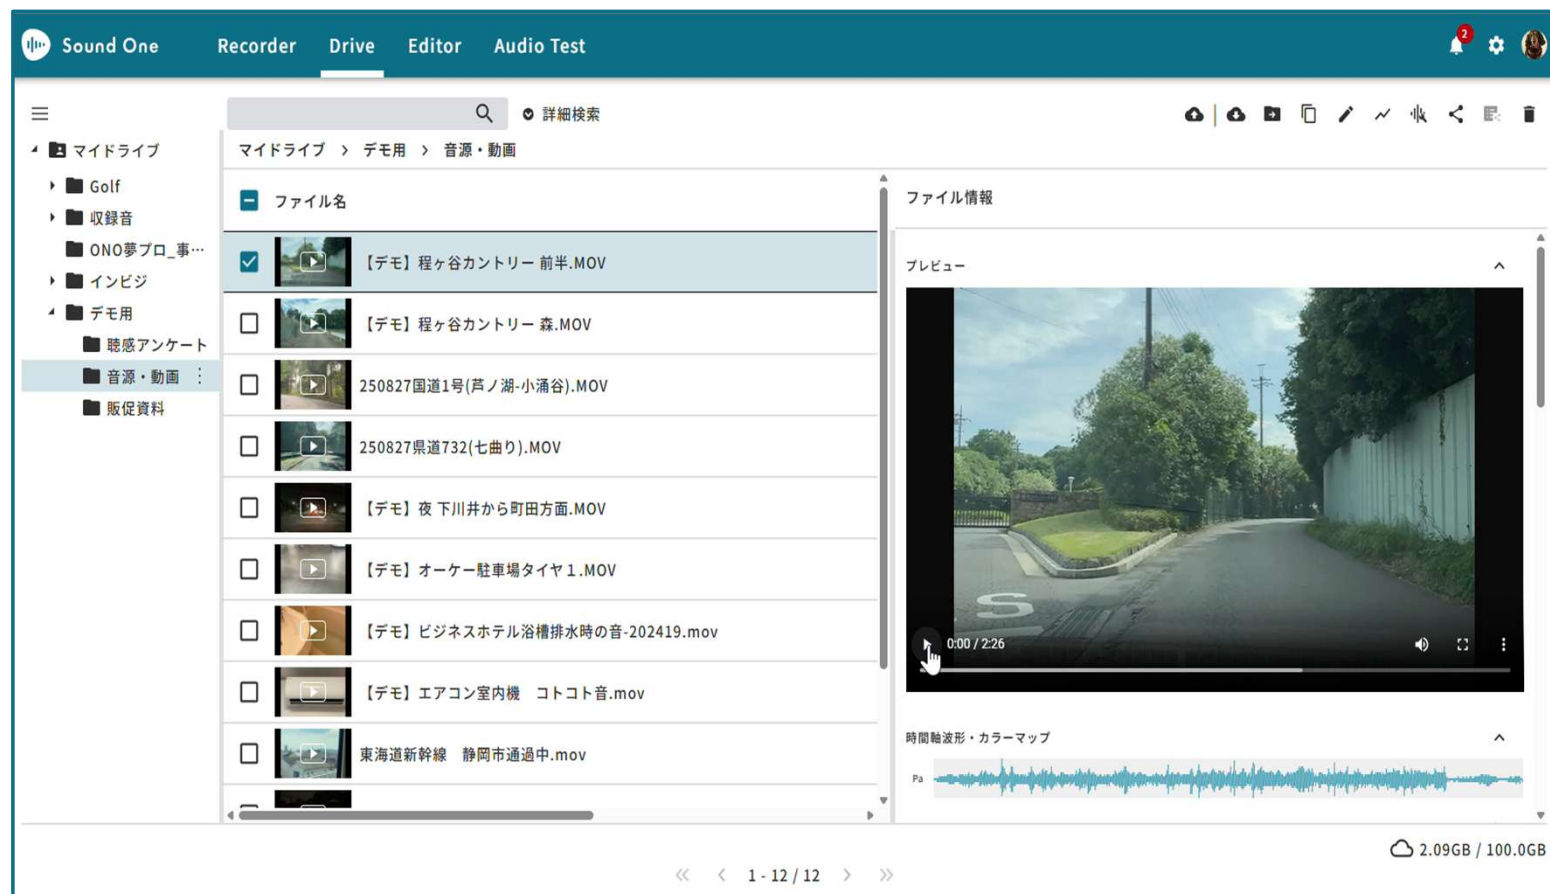 Sound One Recorder Drive Editor Audio Test 2
詳細検索
マイドライブ
マイドライブ > デモ用 > 音源・動画
Golf
収録音
ONO夢プロ_事…
インビジ
デモ用
聴感アンケート
音源・動画
販促資料
ファイル名
【デモ】程ヶ谷カントリー 前半.MOV
【デモ】程ヶ谷カントリー 森.MOV
250827国道1号(芦ノ湖-小涌谷).MOV
250827県道732(七曲り).MOV
【デモ】夜 下川井から町田方面.MOV
【デモ】オーケー駐車場タイヤ１.MOV
【デモ】ビジネスホテル浴槽排水時の音-202419.mov
【デモ】エアコン室内機　コトコト音.mov
東海道新幹線　静岡市通過中.mov
ファイル情報
プレビュー
S
0:00 / 2:26
時間軸波形・カラーマップ
Pa
2.09GB / 100.0GB
1 - 12 / 12